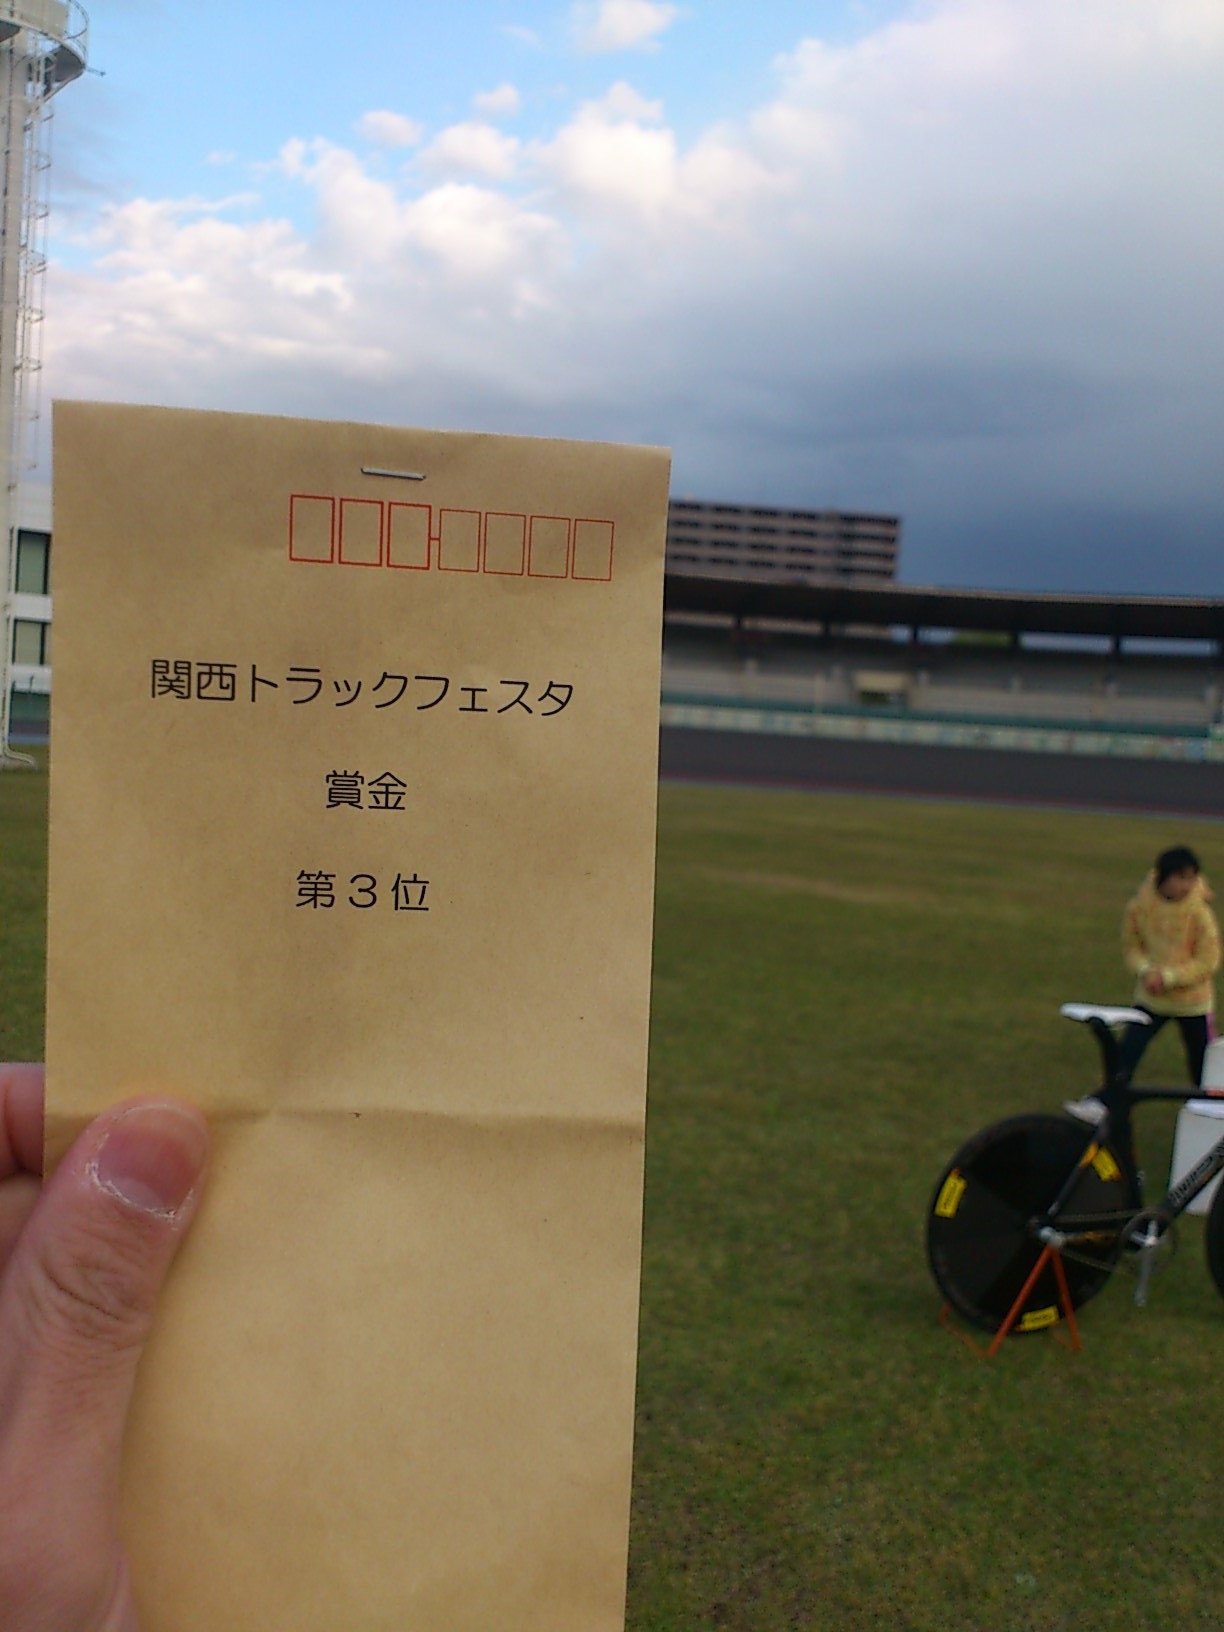 関西トラックフェスタ
賞金
第３位